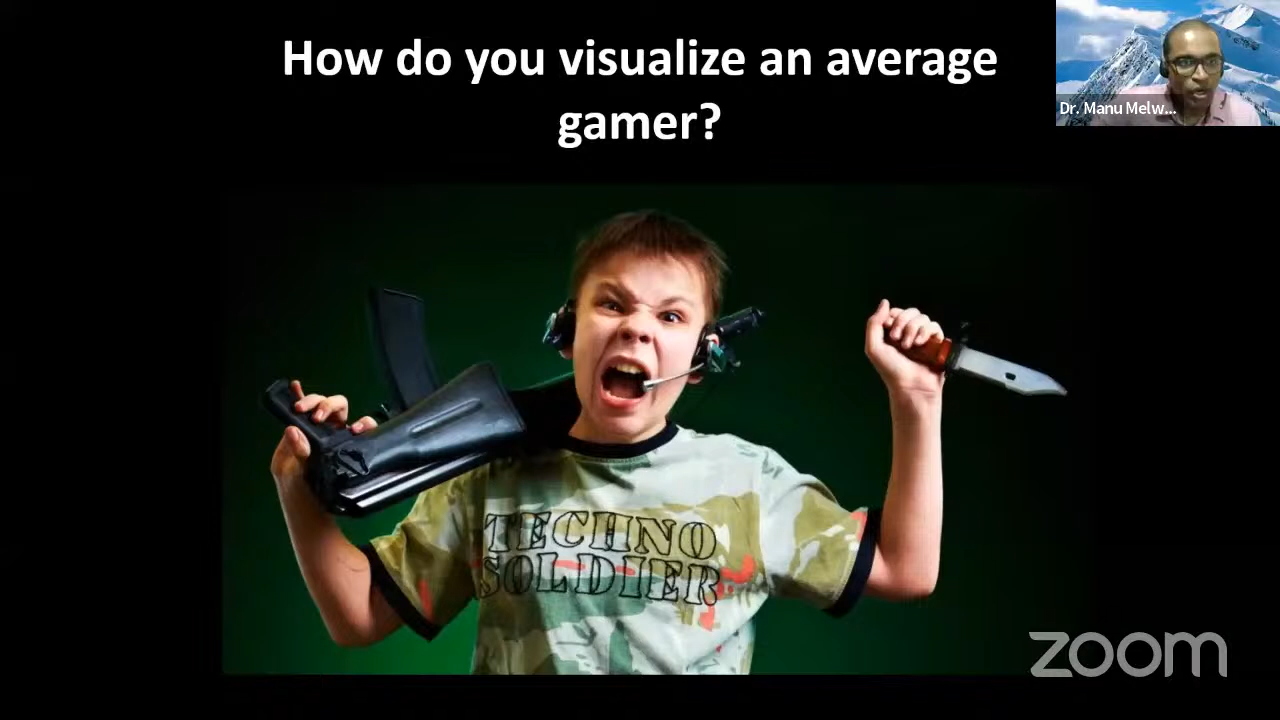 How do you visualize an average
gamer?
Dr. Manu Melw...
TECHNO
SOLDIER
zoom